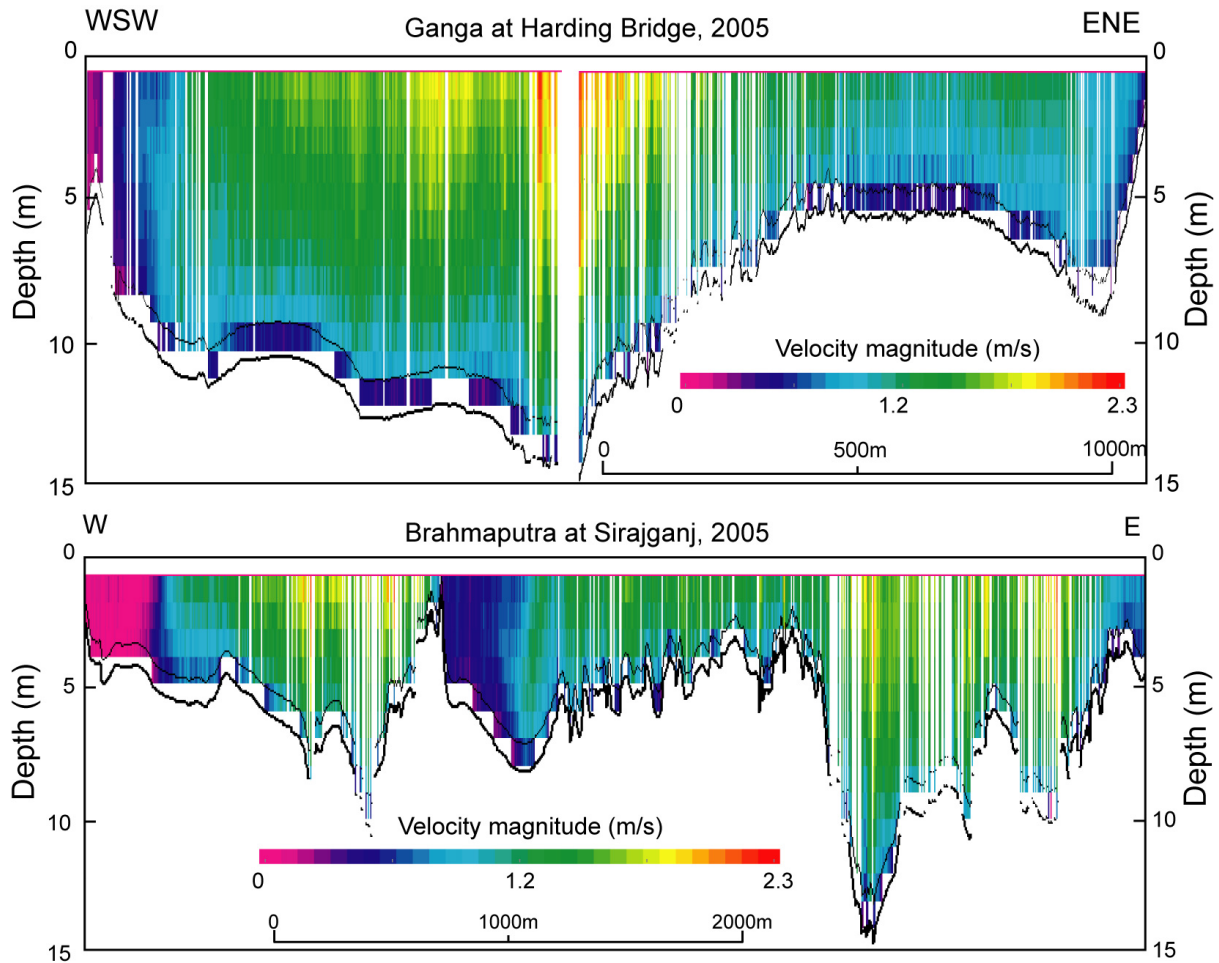 WSW
Ganga at Harding Bridge, 2005
ENE
0
0
5
5
10
10
15
15
Depth (m)
Depth (m)
Velocity magnitude (m/s)
0
1.2
2.3
0
500m
1000m
W
Brahmaputra at Sirajganj, 2005
E
0
0
5
5
10
10
15
15
Depth (m)
Depth (m)
Velocity magnitude (m/s)
0
1.2
2.3
0
1000m
2000m